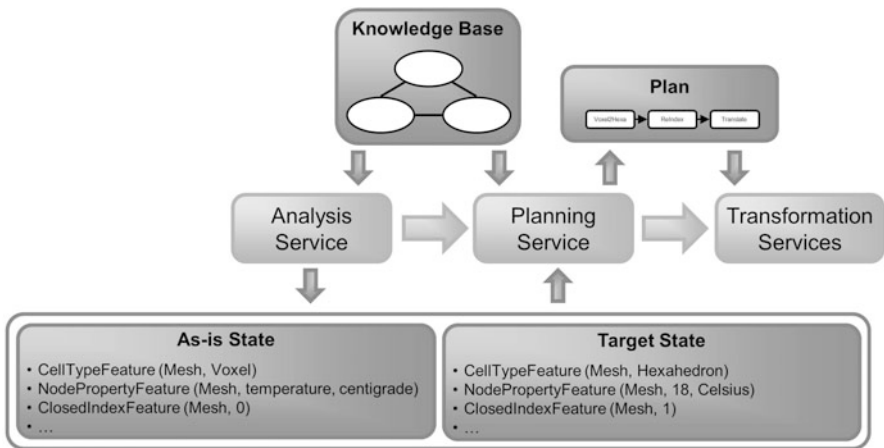 Knowledge Base
Plan
Voxel2Hexa
ReIndex
Translate
Analysis
Service
Planning
Service
Transformation
Services
As-is State
• CellTypeFeature (Mesh, Voxel)
• NodePropertyFeature (Mesh, temperature, centigrade)
• ClosedIndexFeature (Mesh, 0)
• ...
Target State
• CellTypeFeature (Mesh, Hexahedron)
• NodePropertyFeature (Mesh, 18, Celsius)
• ClosedIndexFeature (Mesh, 1)
• ...